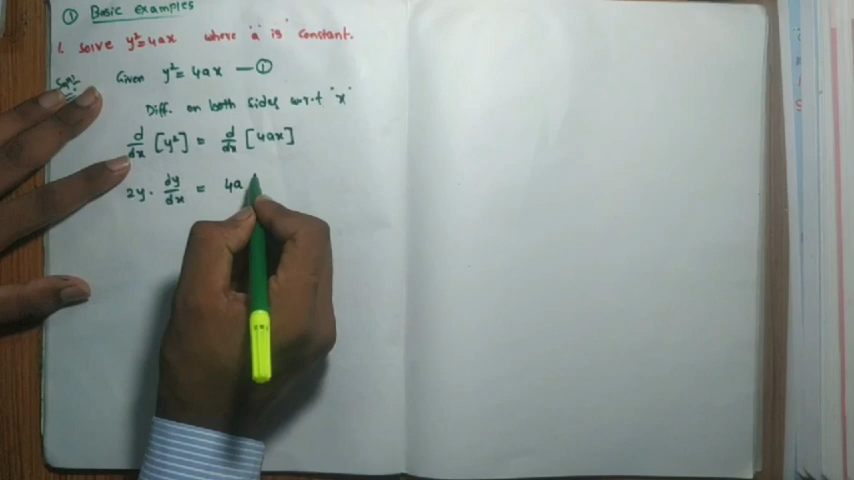 ① Basic examples
1. Solve y²=4ax where 'a' is constant.
Given y²= 4ax — ①
Diff. on both sides w.r.t "x"
d/dx [y²] = d/dx [4ax]
2y. dy/dx = 4a